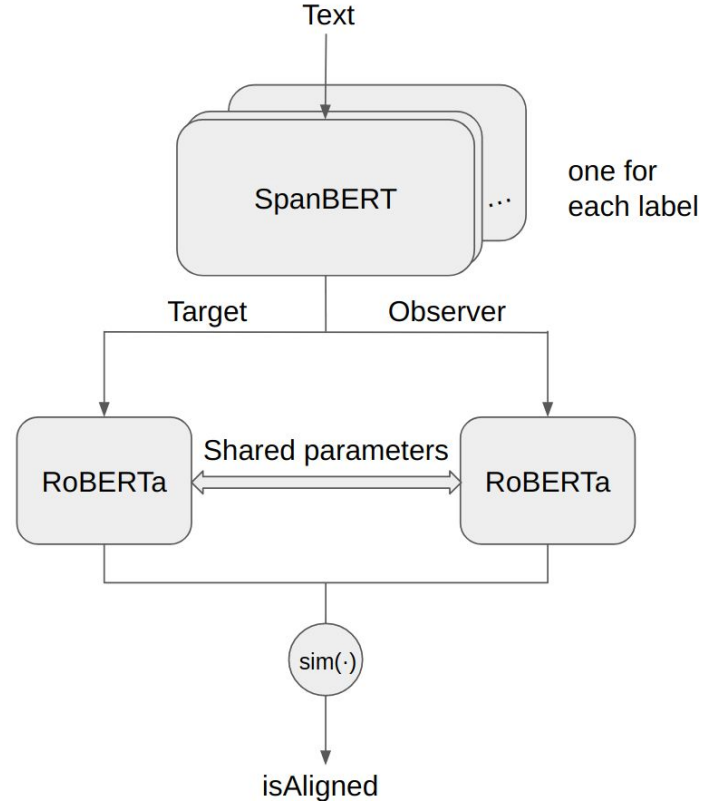 Text
SpanBERT
...
one for
each label
Target
Observer
Shared parameters
RoBERTa
RoBERTa
sim(·)
isAligned